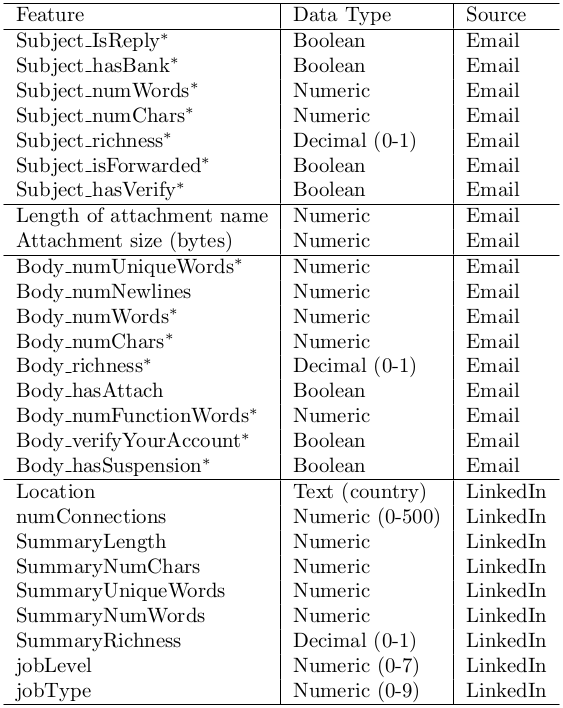 Feature Data Type Source
Subject_IsReply* Boolean Email
Subject_hasBank* Boolean Email
Subject_numWords* Numeric Email
Subject_numChars* Numeric Email
Subject_richness* Decimal (0-1) Email
Subject_isForwarded* Boolean Email
Subject_hasVerify* Boolean Email
Length of attachment name Numeric Email
Attachment size (bytes) Numeric Email
Body_numUniqueWords* Numeric Email
Body_numNewlines Numeric Email
Body_numWords* Numeric Email
Body_numChars* Numeric Email
Body_richness* Decimal (0-1) Email
Body_hasAttach Boolean Email
Body_numFunctionWords* Numeric Email
Body_verifyYourAccount* Boolean Email
Body_hasSuspension* Boolean Email
Location Text (country) LinkedIn
numConnections Numeric (0-500) LinkedIn
SummaryLength Numeric LinkedIn
SummaryNumChars Numeric LinkedIn
SummaryUniqueWords Numeric LinkedIn
SummaryNumWords Numeric LinkedIn
SummaryRichness Decimal (0-1) LinkedIn
jobLevel Numeric (0-7) LinkedIn
jobType Numeric (0-9) LinkedIn